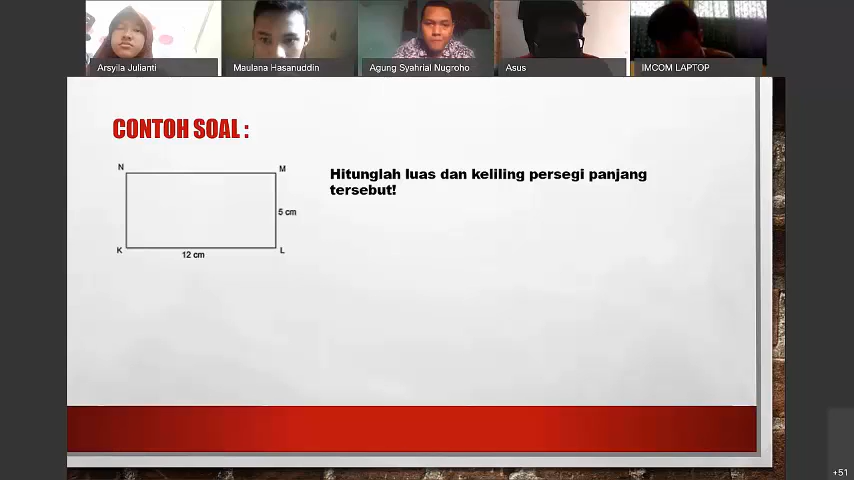 Arsyila Julianti
Maulana Hasanuddin
Agung Syahrial Nugroho
Asus
IMCOM LAPTOP
CONTOH SOAL :
N
M
5 cm
K
L
12 cm
Hitunglah luas dan keliling persegi panjang
tersebut!
+51